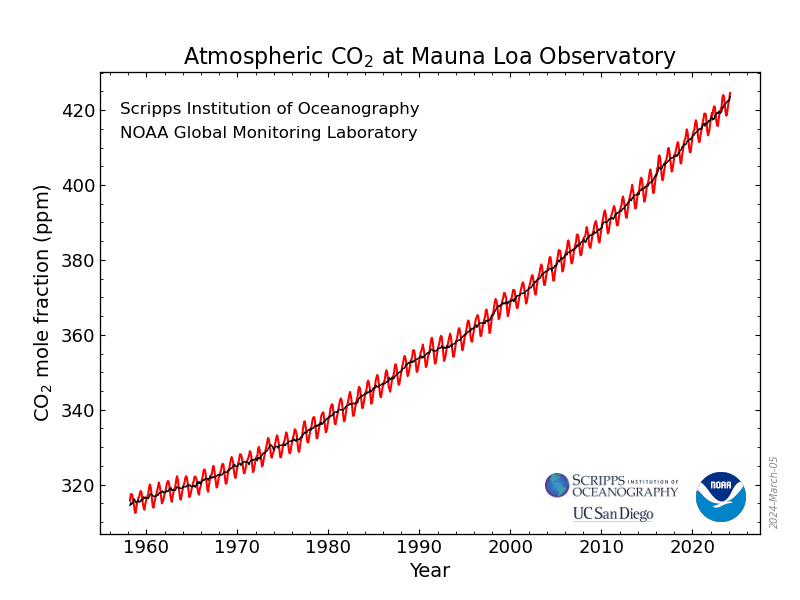 Atmospheric CO₂ at Mauna Loa Observatory
Scripps Institution of Oceanography
NOAA Global Monitoring Laboratory
CO₂ mole fraction (ppm)
420
400
380
360
340
320
SCRIPPS INSTITUTION OF
OCEANOGRAPHY
UC San Diego
NOAA
2024-March-05
1960 1970 1980 1990 2000 2010 2020
Year